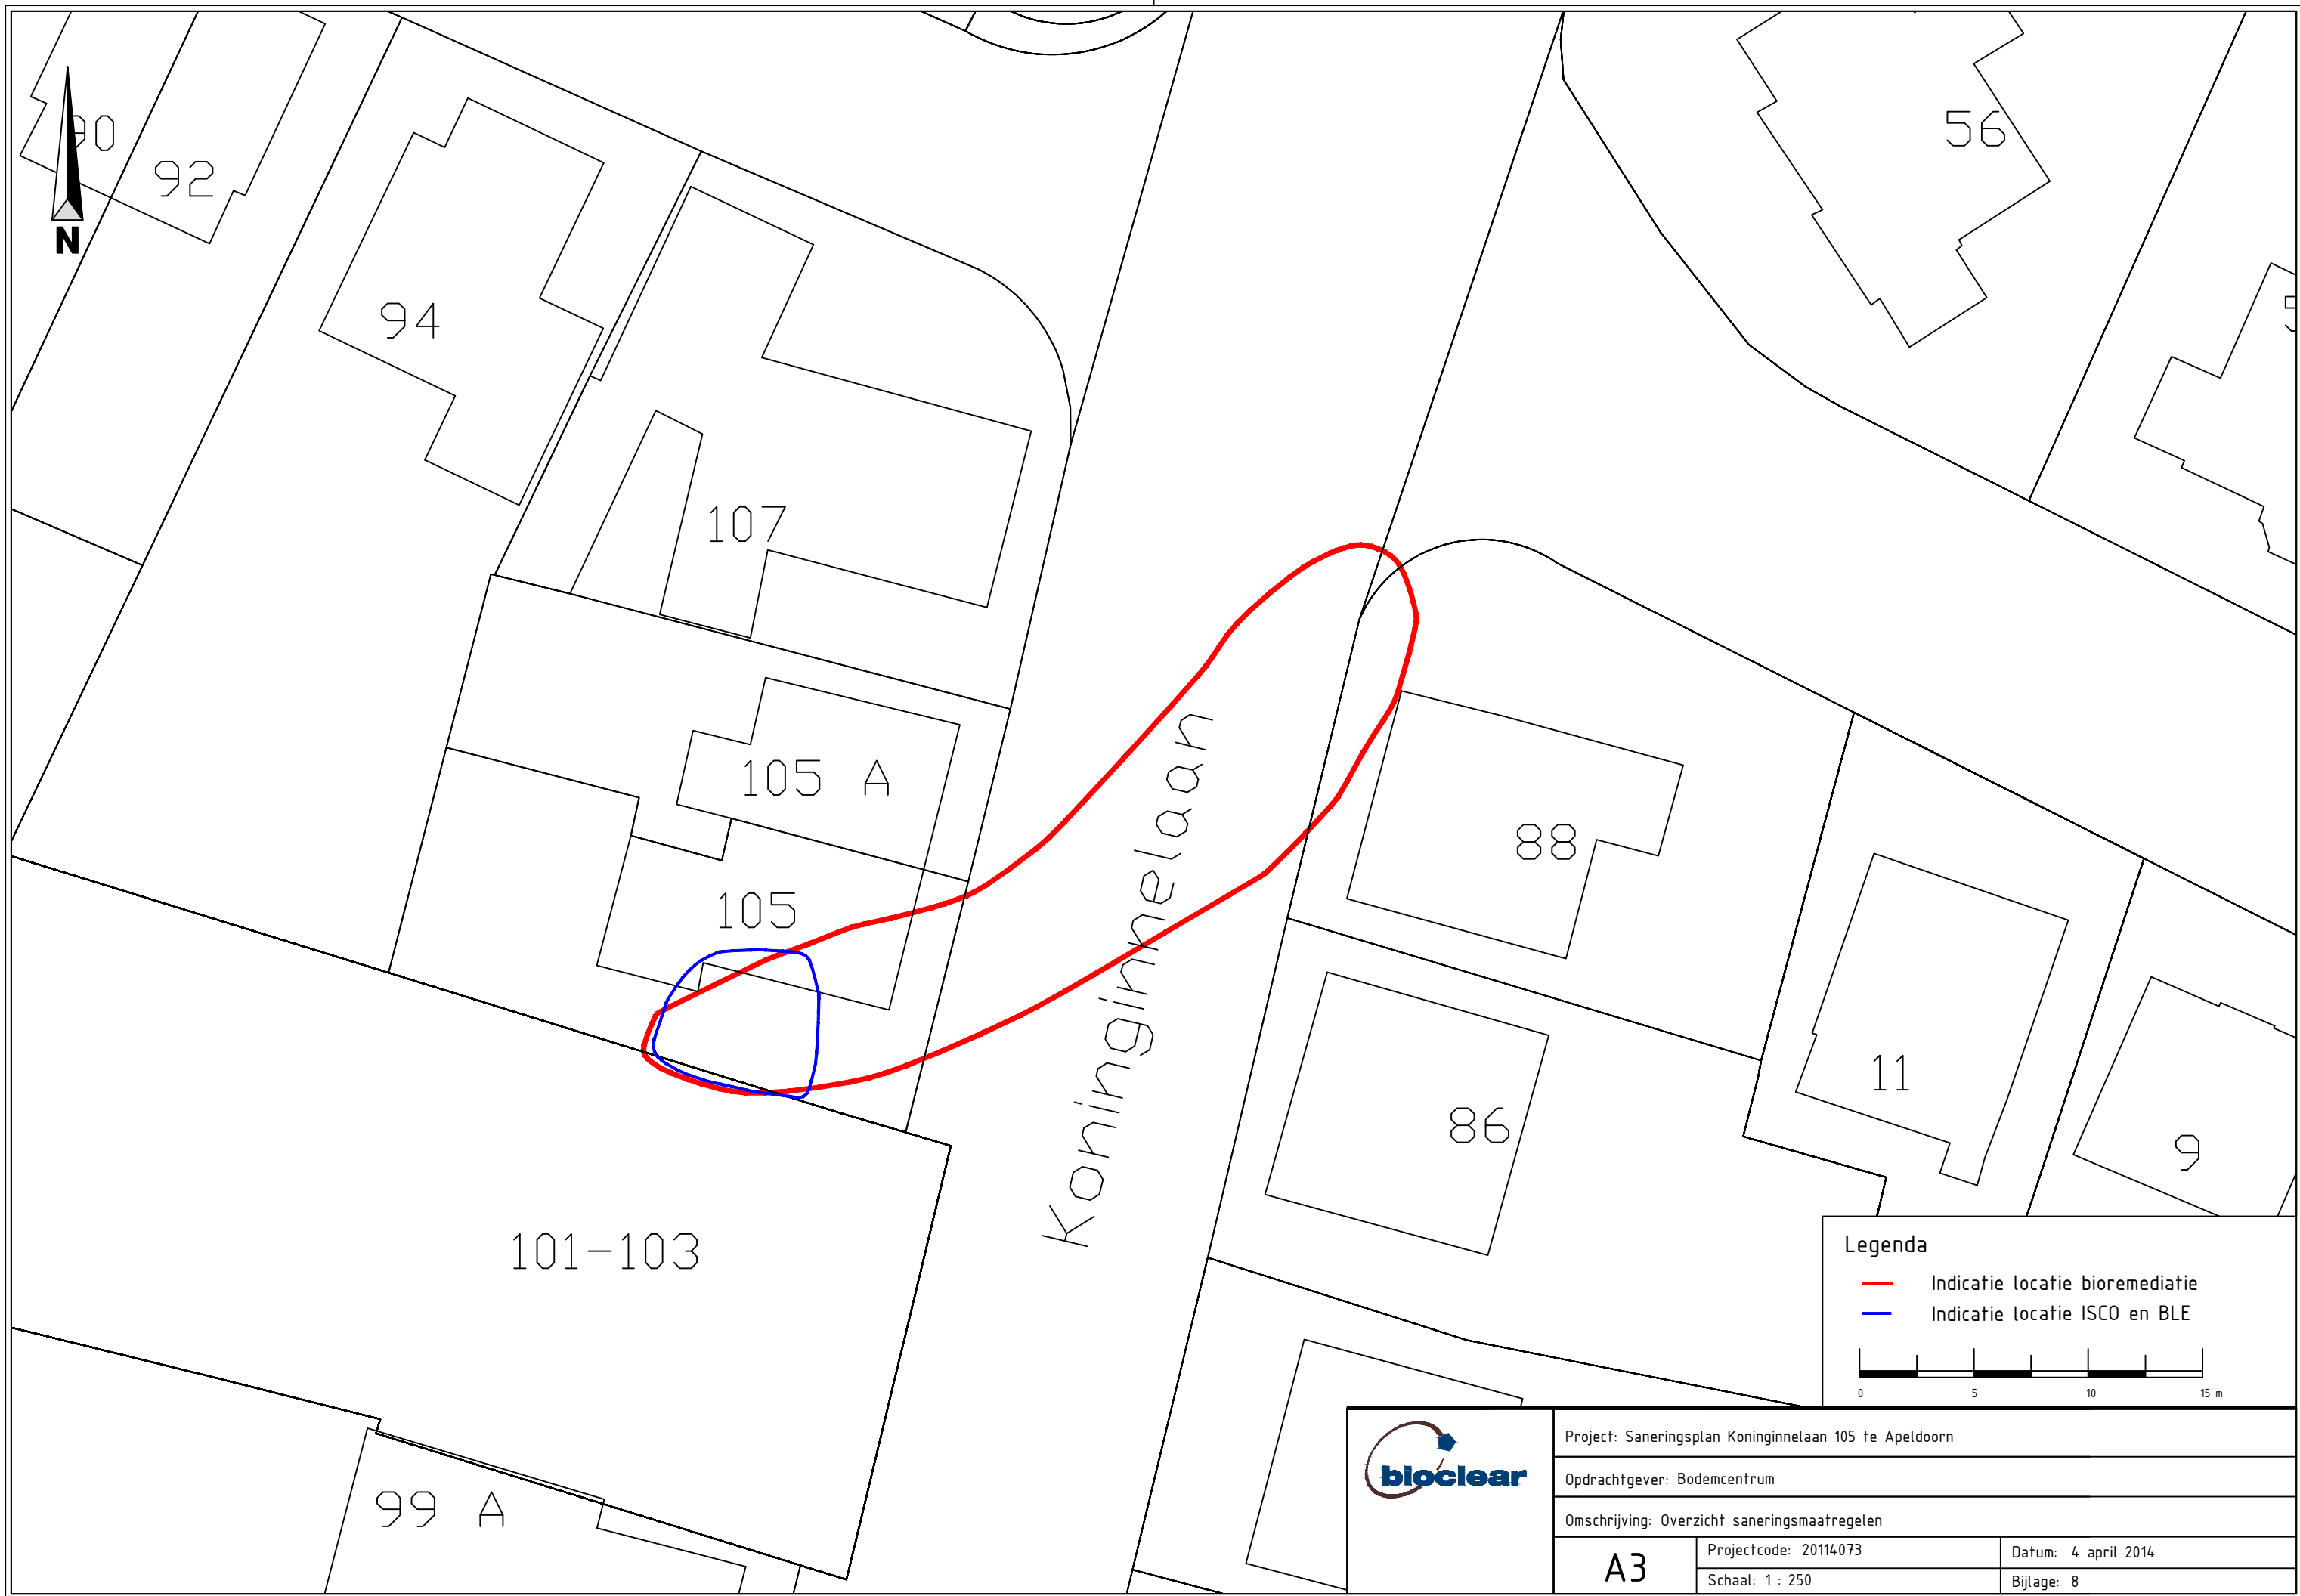 90
92
56
N
94
107
105 A
88
105
Koninginnelaan
11
86
9
101-103
Legenda
Indicatie locatie bioremediatie
Indicatie locatie ISCO en BLE
0 5 10 15 m
99 A
bioclear
Project: Saneringsplan Koninginnelaan 105 te Apeldoorn
Opdrachtgever: Bodemcentrum
Omschrijving: Overzicht saneringsmaatregelen
A3
Projectcode: 20114073
Datum: 4 april 2014
Schaal: 1 : 250
Bijlage: 8